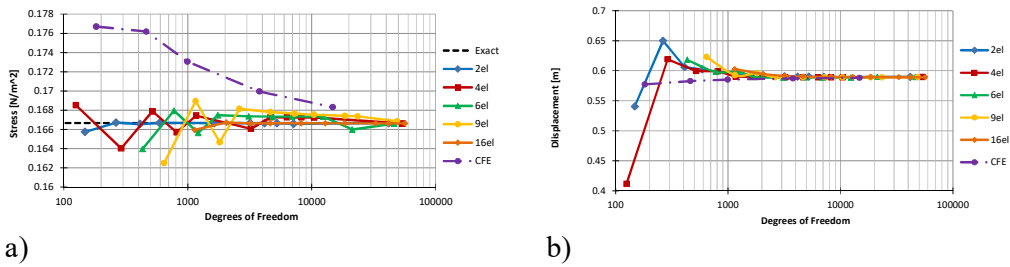 0.178
0.176
0.174
0.172
0.17
0.168
0.166
0.164
0.162
0.16
Stress [N/m^2]
100 1000 10000 100000
Degrees of Freedom
Exact
2el
4el
6el
9el
16el
CFE
a)
0.7
0.65
0.6
0.55
0.5
0.45
0.4
Displacement [m]
100 1000 10000 100000
Degrees of Freedom
2el
4el
6el
9el
16el
CFE
b)